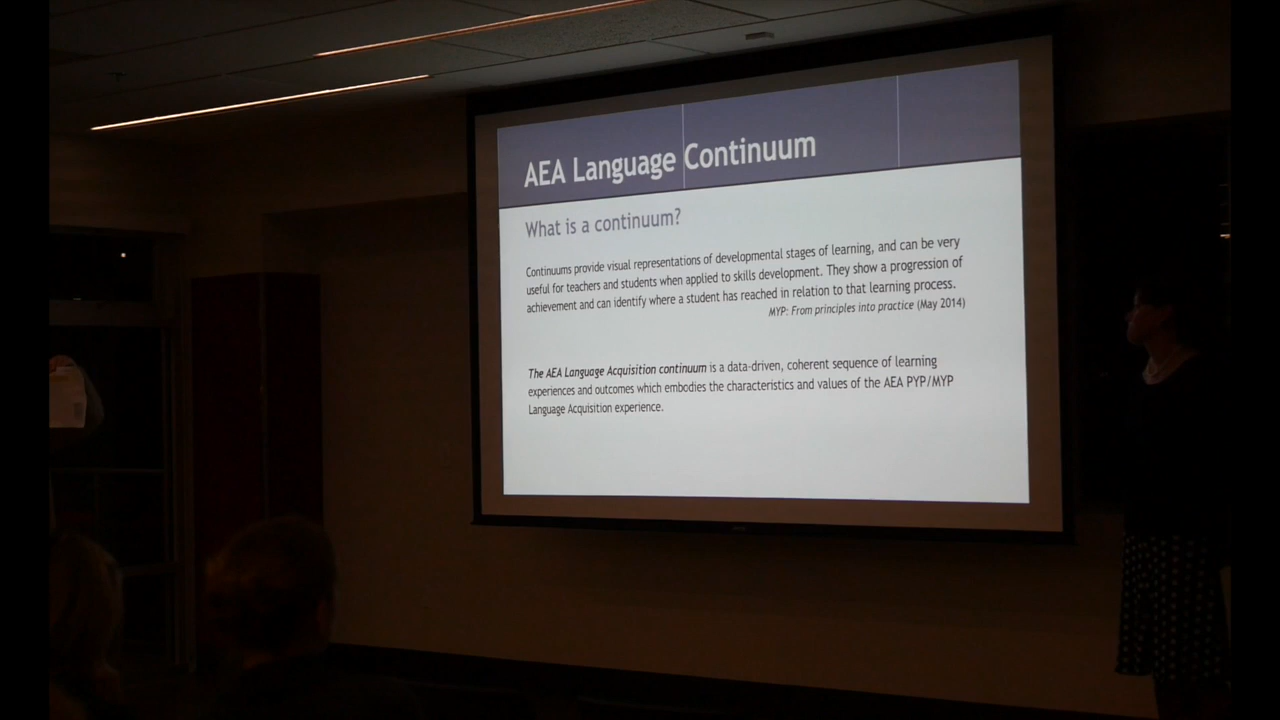 AEA Language Continuum
What is a continuum?
Continuums provide visual representations of developmental stages of learning, and can be very
useful for teachers and students when applied to skills development. They show a progression of
achievement and can identify where a student has reached in relation to that learning process.
MYP: From principles into practice (May 2014)
The AEA Language Acquisition continuum is a data-driven, coherent sequence of learning
experiences and outcomes which embodies the characteristics and values of the AEA PYP/MYP
Language Acquisition experience.